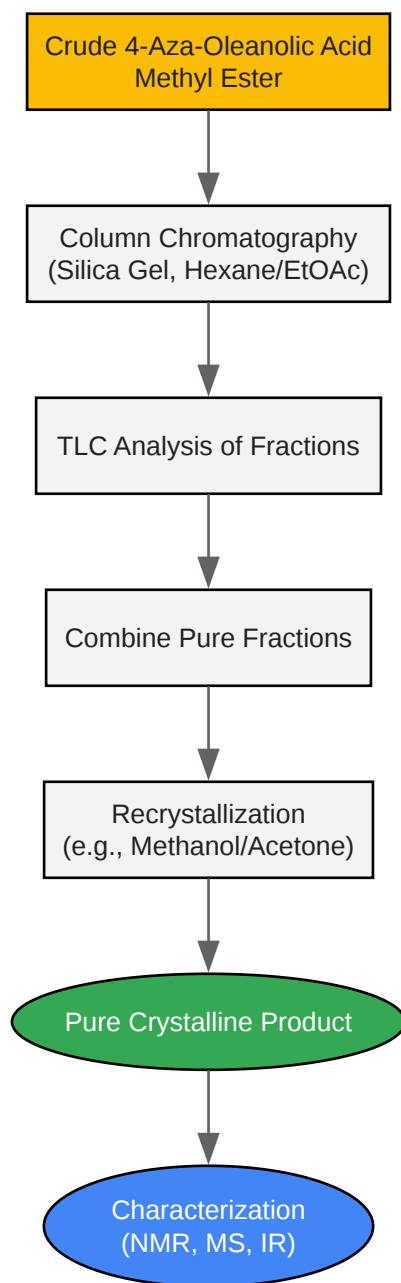 Crude 4-Aza-Oleanolic Acid
Methyl Ester
Column Chromatography
(Silica Gel, Hexane/EtOAc)
TLC Analysis of Fractions
Combine Pure Fractions
Recrystallization
(e.g., Methanol/Acetone)
Pure Crystalline Product
Characterization
(NMR, MS, IR)